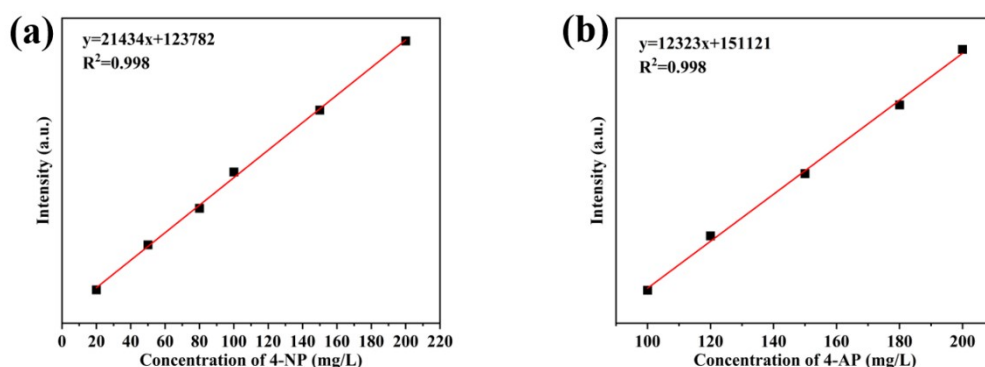 (a)
y=21434x+123782
R²=0.998
Intensity (a.u.)
0 20 40 60 80 100 120 140 160 180 200 220
Concentration of 4-NP (mg/L)
(b)
y=12323x+151121
R²=0.998
Intensity (a.u.)
100 120 140 160 180 200
Concentration of 4-AP (mg/L)